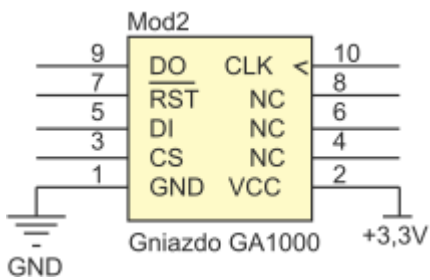 Mod2
9 DO CLK < 10
7 RST NC 8
5 DI NC 6
3 CS NC 4
1 GND VCC 2
Gniazdo GA1000
+3,3V
GND